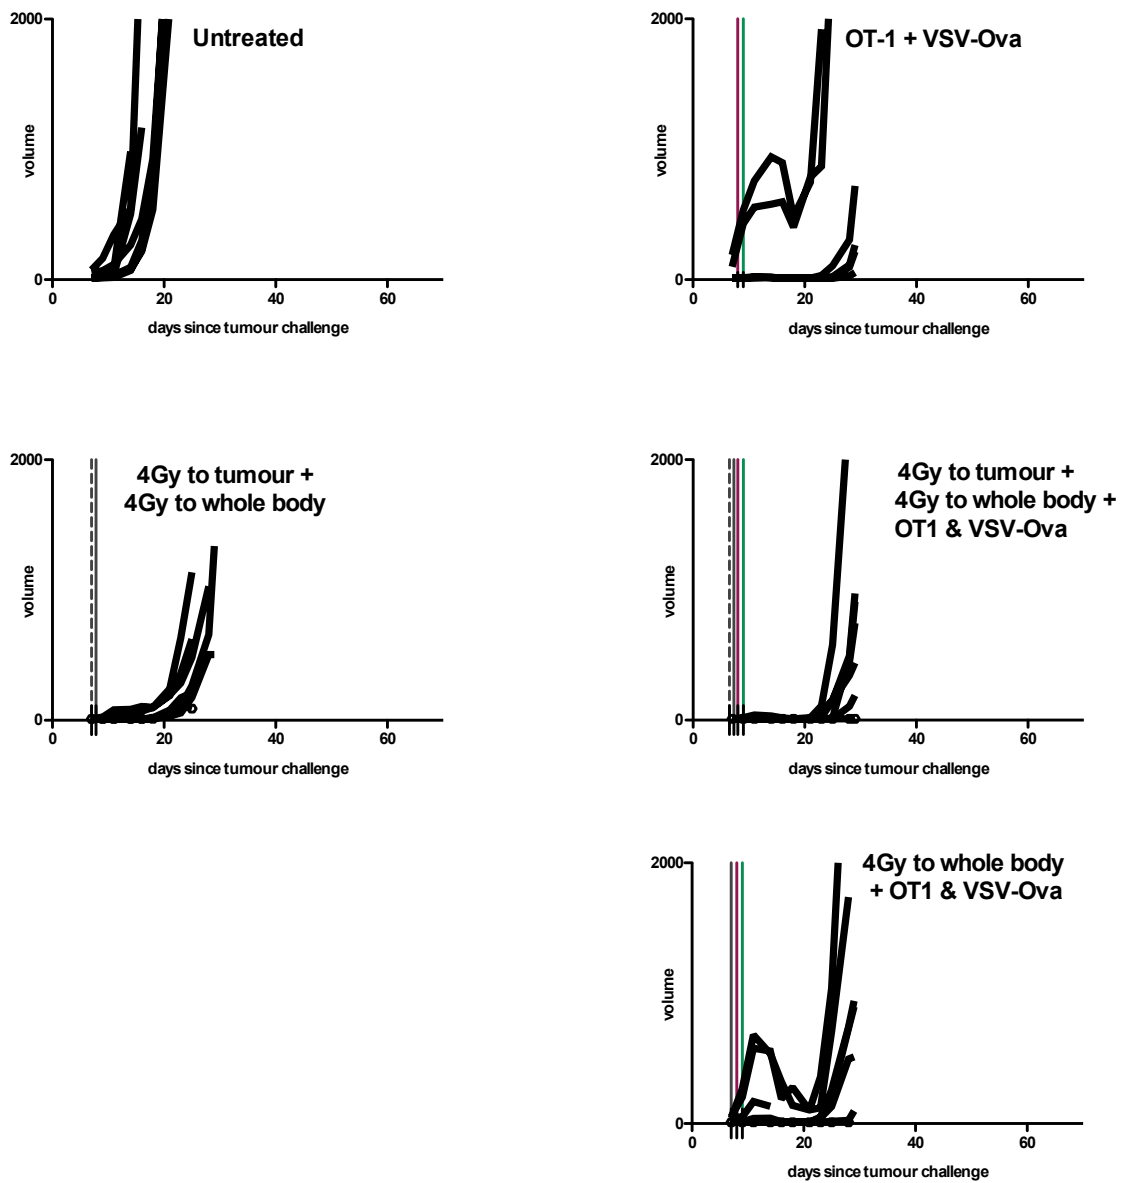 2000
Untreated
volume
0
0
20
40
60
days since tumour challenge
2000
OT-1 + VSV-Ova
volume
0
0
20
40
60
days since tumour challenge
2000
4Gy to tumour +
4Gy to whole body
volume
0
0
20
40
60
days since tumour challenge
2000
4Gy to tumour +
4Gy to whole body +
OT1 & VSV-Ova
volume
0
0
20
40
60
days since tumour challenge
2000
4Gy to whole body
+ OT1 & VSV-Ova
volume
0
0
20
40
60
days since tumour challenge